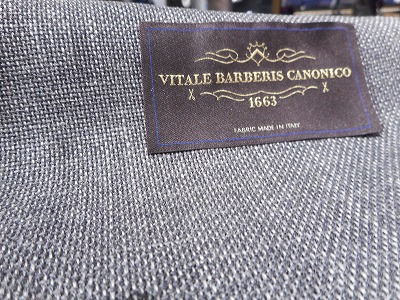 VITALE BARBERIS CANONICO
1663
FABRIC MADE IN ITALY